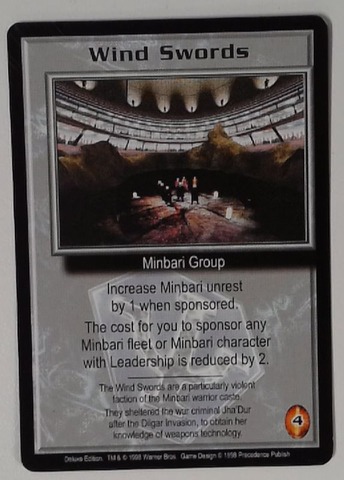 Wind Swords
Minbari Group
Increase Minbari unrest
by 1 when sponsored.
The cost for you to sponsor any
Minbari fleet or Minbari character
with Leadership is reduced by 2.
The Wind Swords are a particularly violent
faction of the Minbari warrior caste.
They sheltered the war criminal Jha'Dur
after the Dilgar Invasion, to obtain her
knowledge of weapons technology.
4
Deluxe Edition. TM & © 1998 Warner Bros. Game Design © 1998 Precedence Publish